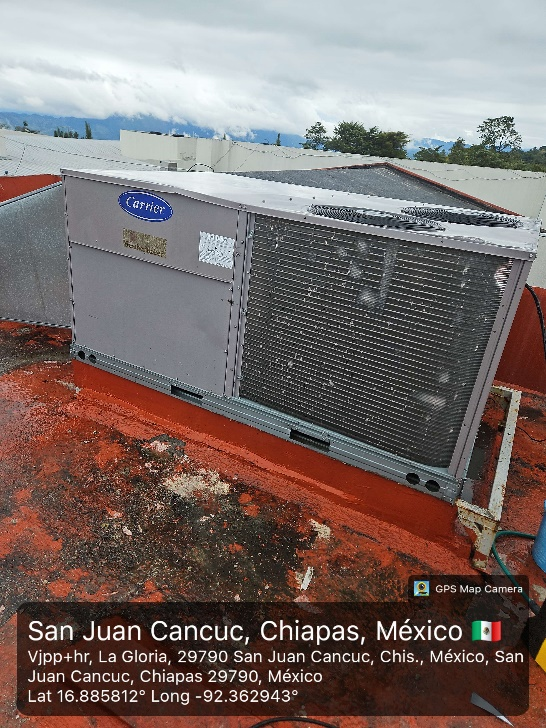 Carrier
GPS Map Camera
San Juan Cancuc, Chiapas, México
Vjpp+hr, La Gloria, 29790 San Juan Cancuc, Chis., México, San
Juan Cancuc, Chiapas 29790, México
Lat 16.885812° Long -92.362943°